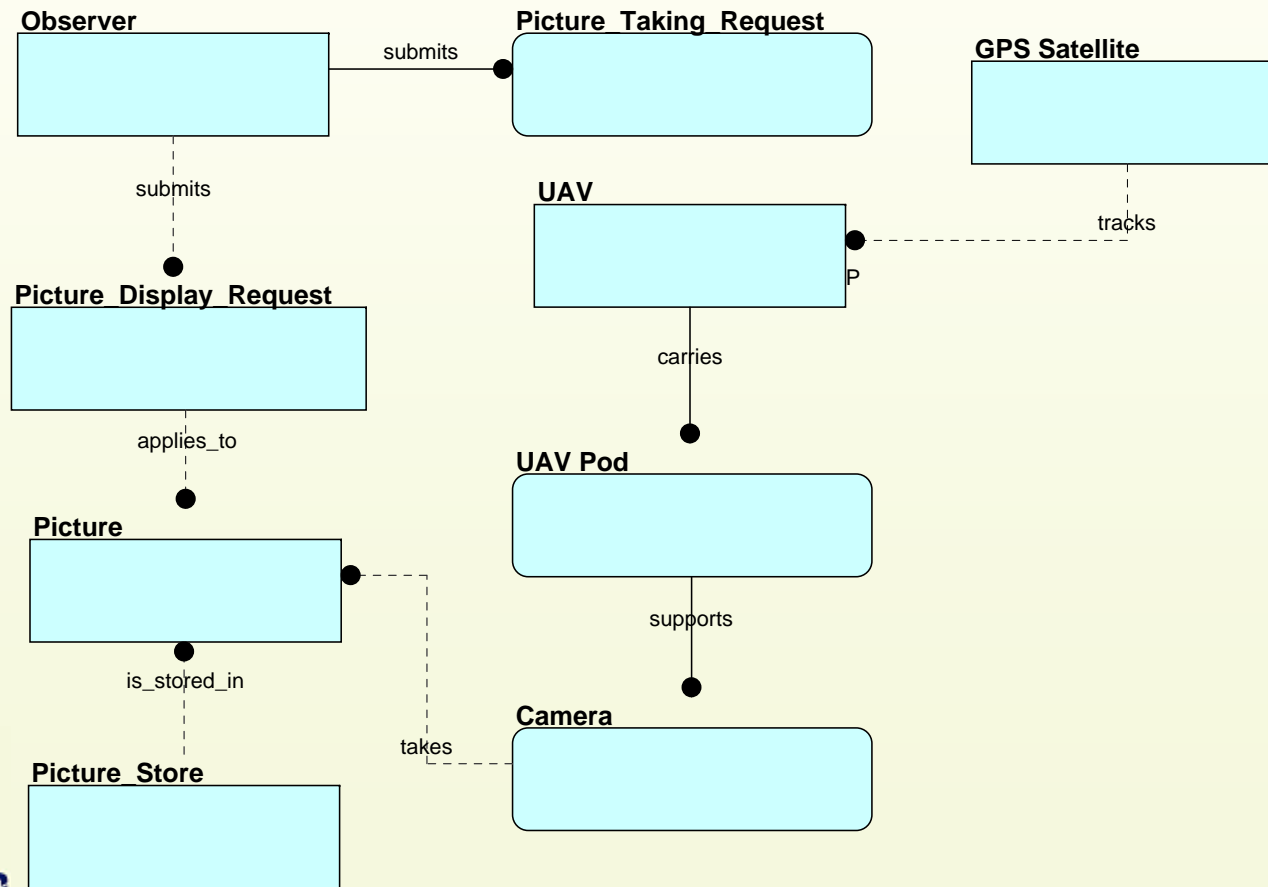 Observer
Picture_Taking_Request
submits
GPS Satellite
submits
UAV
tracks
P
Picture_Display_Request
carries
applies_to
UAV Pod
Picture
supports
is_stored_in
Camera
takes
Picture_Store